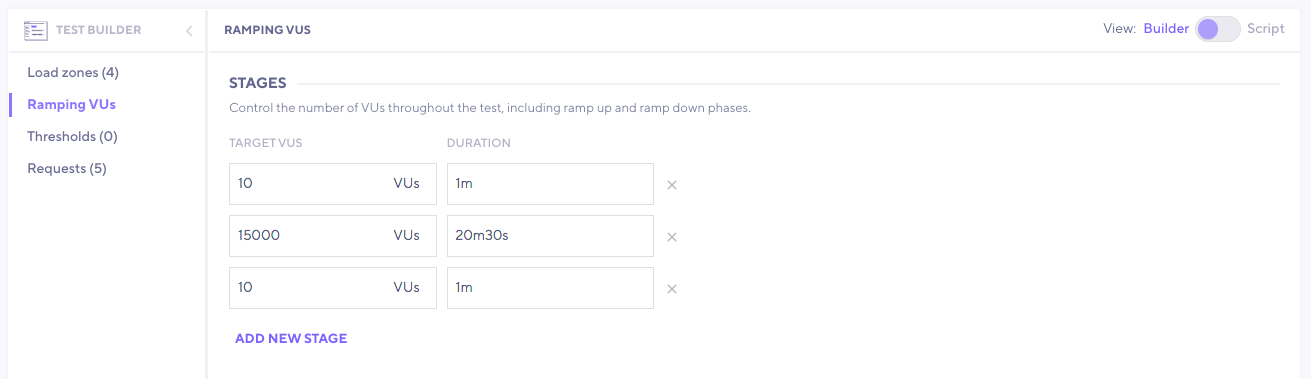 TEST BUILDER
Load zones (4)
Ramping VUs
Thresholds (0)
Requests (5)
RAMPING VUS
View: Builder Script
STAGES
Control the number of VUs throughout the test, including ramp up and ramp down phases.
TARGET VUS DURATION
10 VUs 1m
15000 VUs 20m30s
10 VUs 1m
ADD NEW STAGE